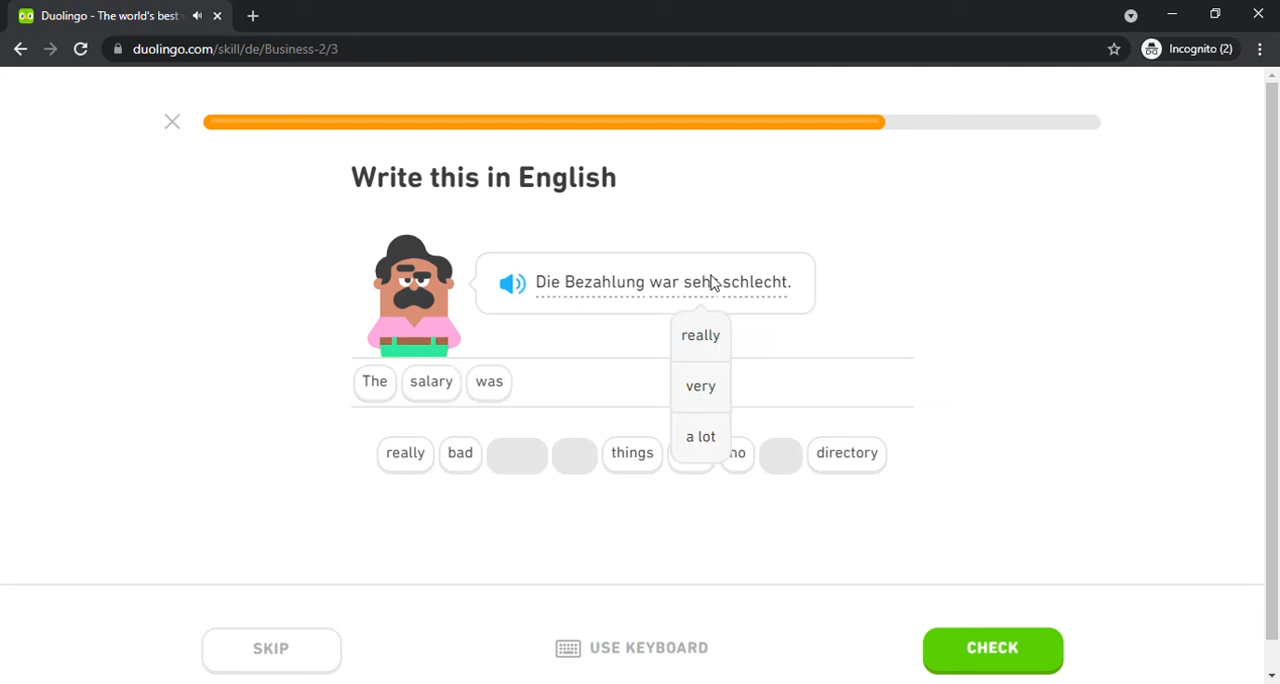 Duolingo - The world's best
duolingo.com/skill/de/Business-2/3
Incognito (2)
Write this in English
Die Bezahlung war schlecht.
really
very
a lot
The salary was
really bad things directory
SKIP
USE KEYBOARD
CHECK